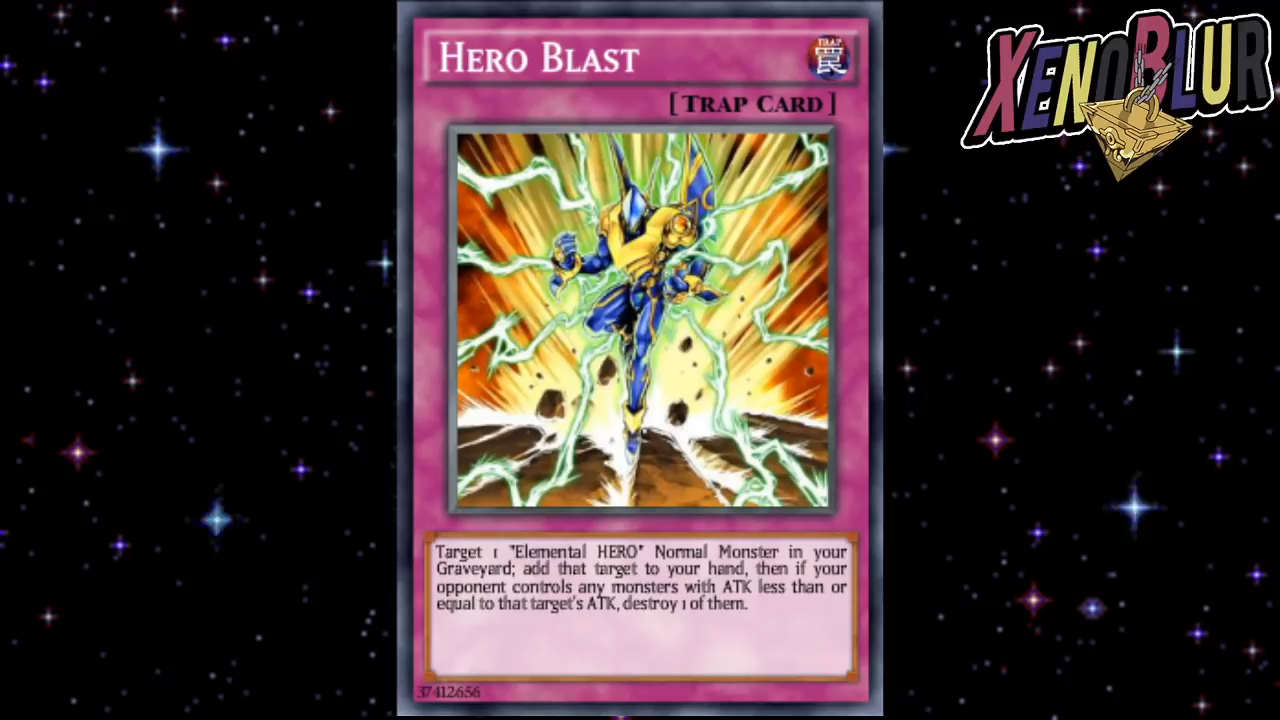 HERO BLAST
TRAP
罠
[TRAP CARD]
XENOBLUR
Target 1 "Elemental HERO" Normal Monster in your
Graveyard; add that target to your hand, then if your
opponent controls any monsters with ATK less than or
equal to that target's ATK, destroy 1 of them.
37412656